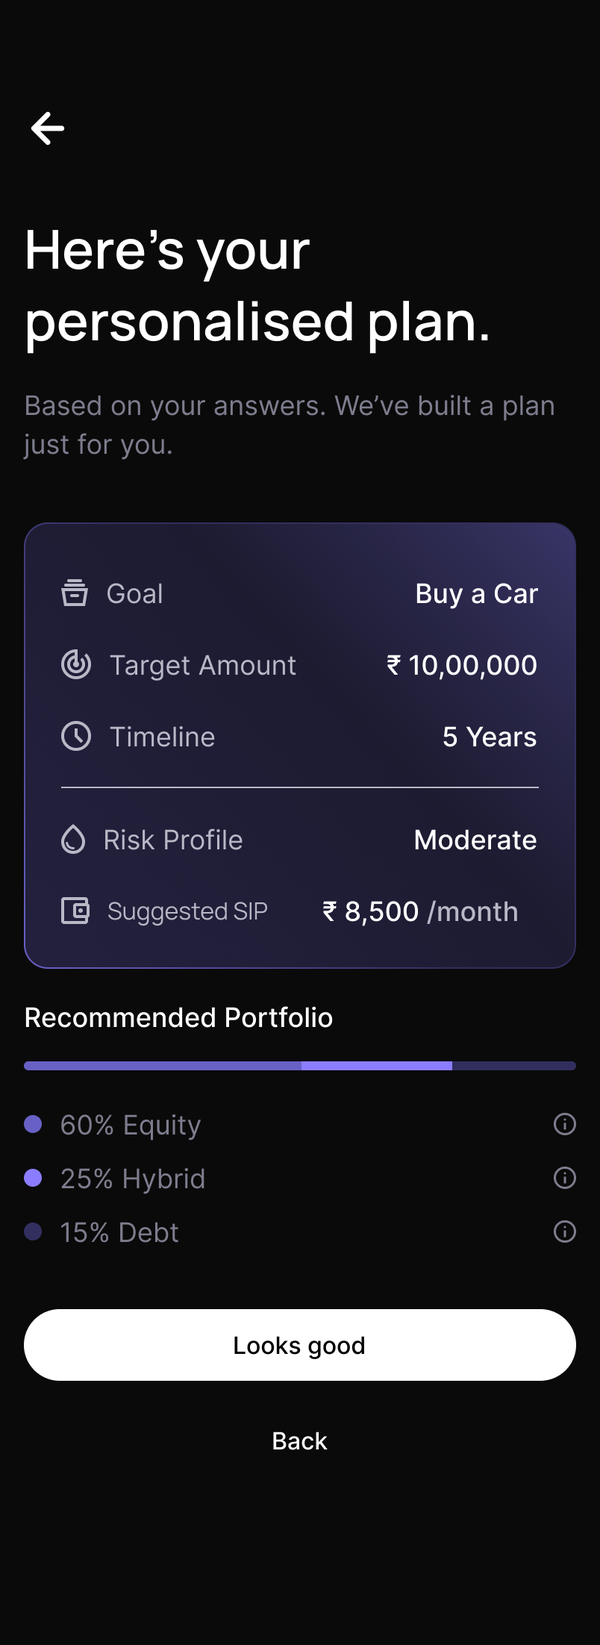 Here’s your
personalised plan.
Based on your answers. We’ve built a plan
just for you.
Goal Buy a Car
Target Amount ₹ 10,00,000
Timeline 5 Years
Risk Profile Moderate
Suggested SIP ₹ 8,500 /month
Recommended Portfolio
60% Equity
25% Hybrid
15% Debt
Looks good
Back